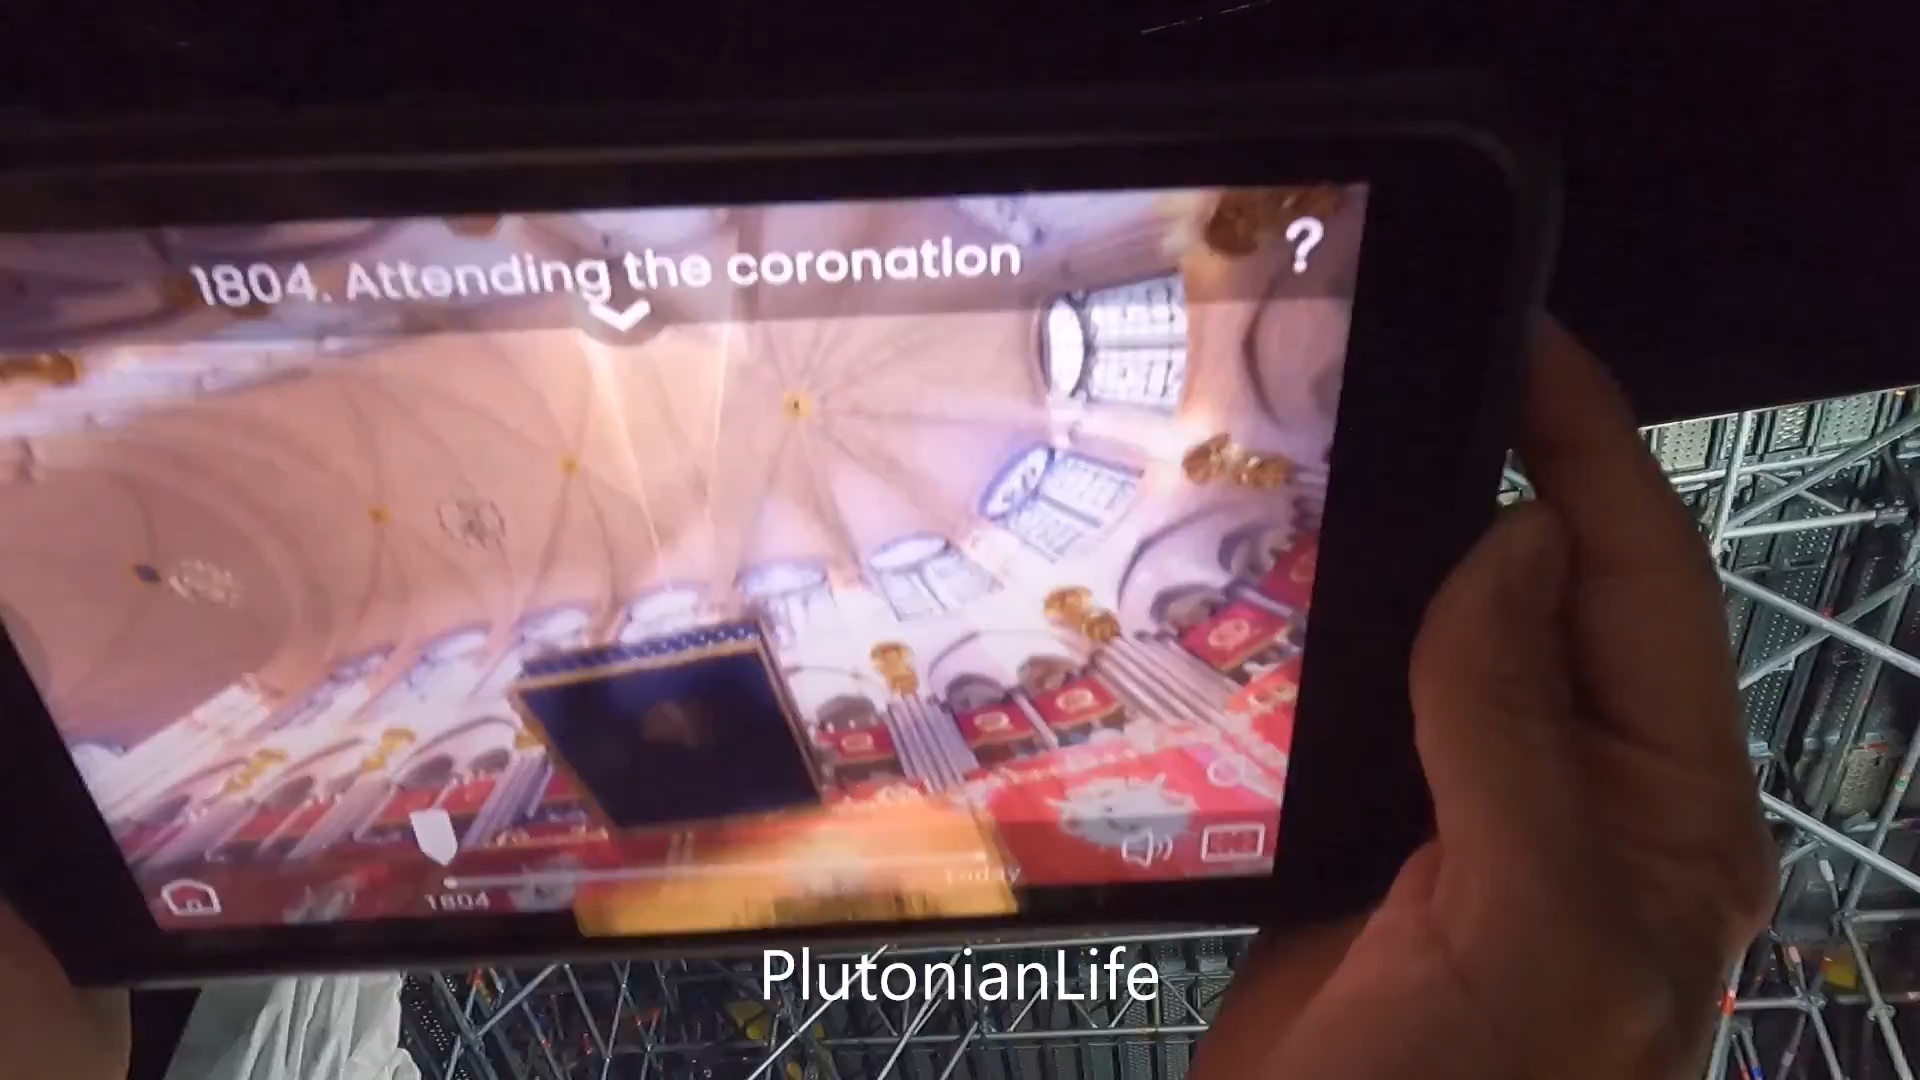 1804. Attending the coronation
?
1804
Today
PlutonianLife